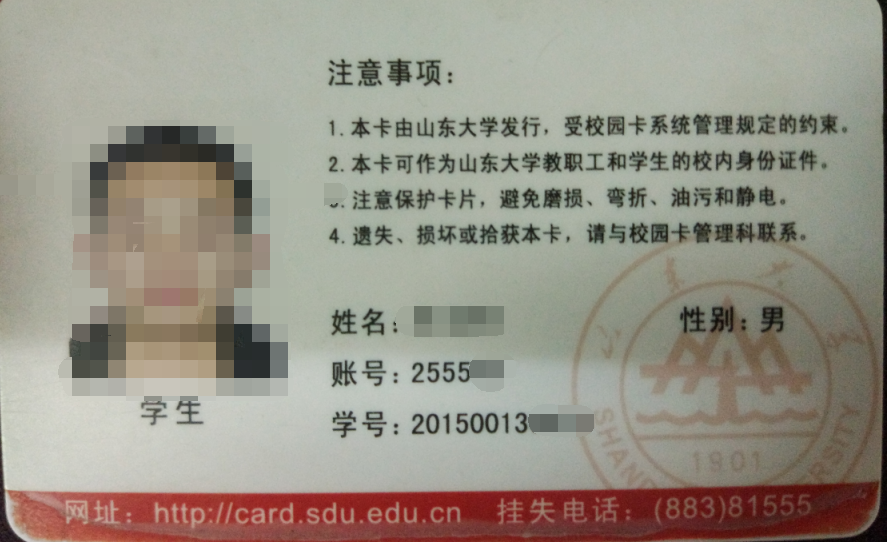 注意事项：
1. 本卡由山东大学发行，受校园卡系统管理规定的约束。
2. 本卡可作为山东大学教职工和学生的校内身份证件。
注意保护卡片，避免磨损、弯折、油污和静电。
4. 遗失、损坏或拾获本卡，请与校园卡管理科联系。
姓名： 性别：男
账号：2555
学生
学号：20150013
1901
网址：http://card.sdu.edu.cn 挂失电话：(883)81555